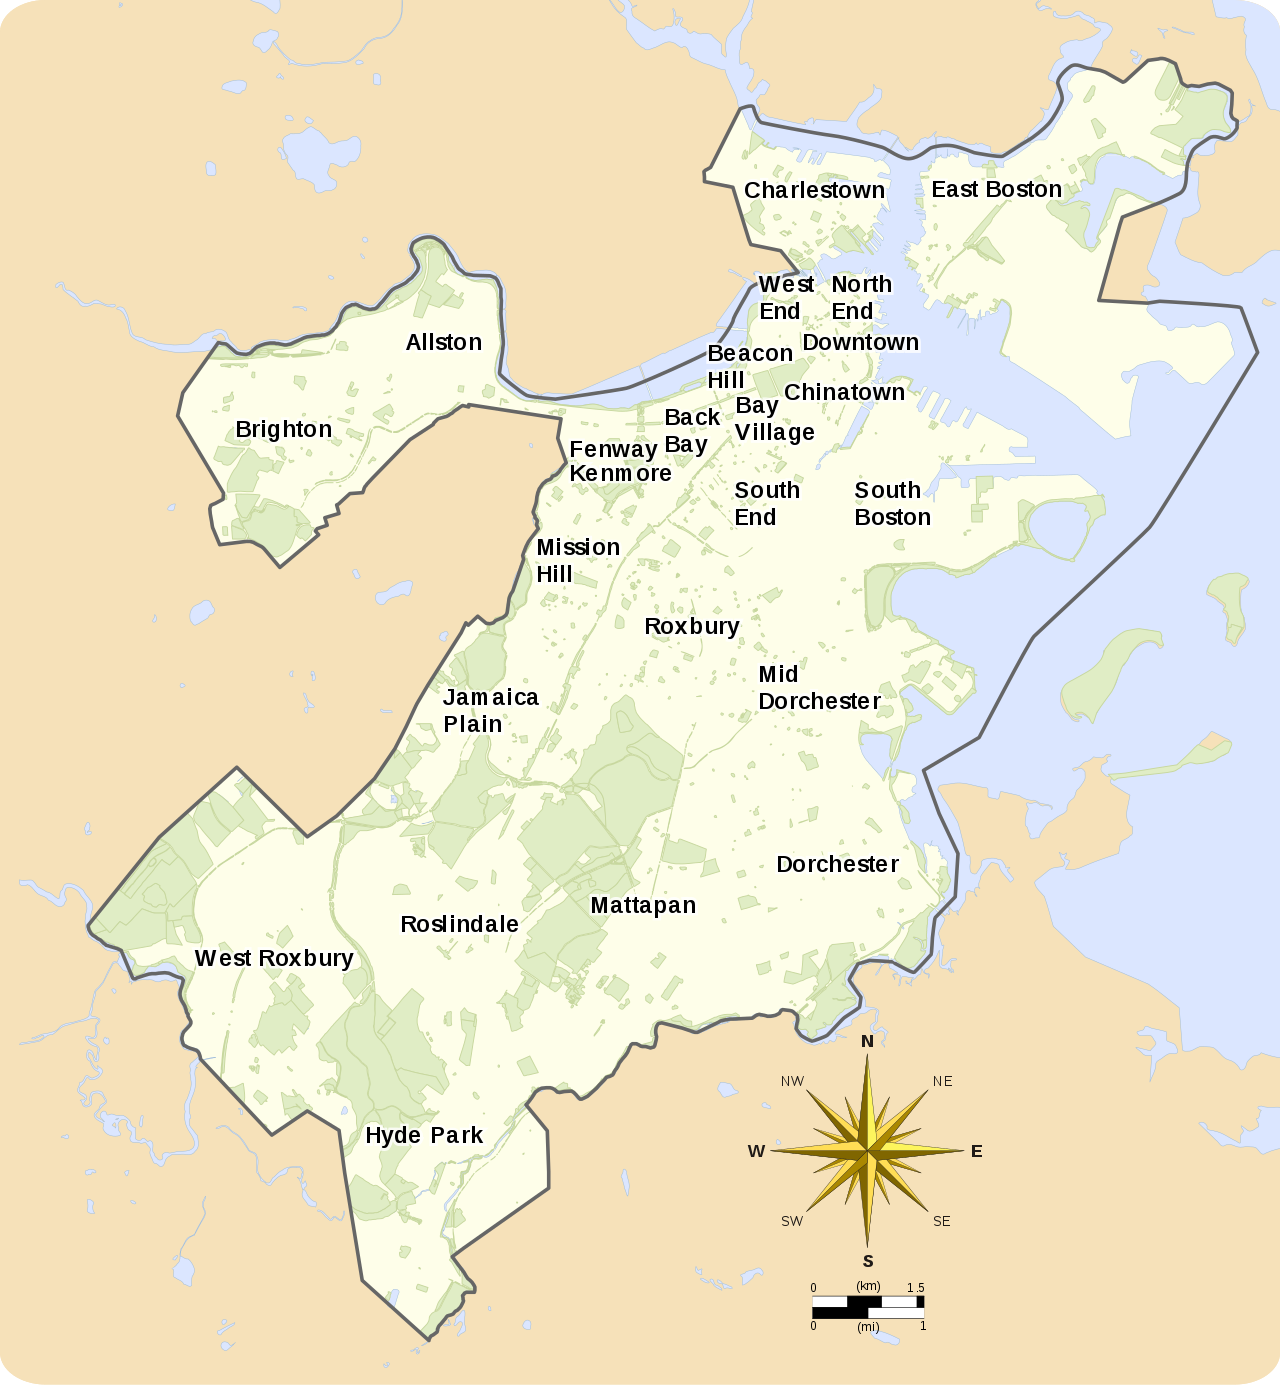 Charlestown
East Boston
West
End
North
End
Allston
Downtown
Beacon
Hill
Chinatown
Bay
Village
Back
Bay
Brighton
Fenway
Kenmore
South
End
South
Boston
Mission
Hill
Roxbury
Mid
Dorchester
Jamaica
Plain
Dorchester
Mattapan
Roslindale
West Roxbury
Hyde Park
N
NW
NE
W
E
SW
SE
S
0 (km) 1.5
0 (mi) 1